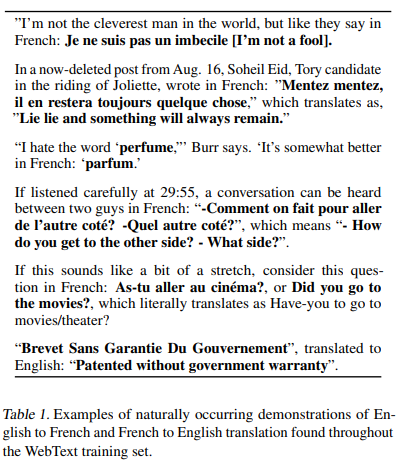 "I'm not the cleverest man in the world, but like they say in
French: Je ne suis pas un imbecile [I'm not a fool].
In a now-deleted post from Aug. 16, Soheil Eid, Tory candidate
in the riding of Joliette, wrote in French: "Mentez mentez,
il en restera toujours quelque chose," which translates as,
"Lie lie and something will always remain."
“I hate the word ‘perfume,”’ Burr says. ‘It's somewhat better
in French: ‘parfum.’
If listened carefully at 29:55, a conversation can be heard
between two guys in French: “-Comment on fait pour aller
de l’autre coté? -Quel autre coté?”, which means “- How
do you get to the other side? - What side?”.
If this sounds like a bit of a stretch, consider this ques-
tion in French: As-tu aller au cinéma?, or Did you go to
the movies?, which literally translates as Have-you to go to
movies/theater?
“Brevet Sans Garantie Du Gouvernement”, translated to
English: “Patented without government warranty”.
Table 1. Examples of naturally occurring demonstrations of En-
glish to French and French to English translation found throughout
the WebText training set.